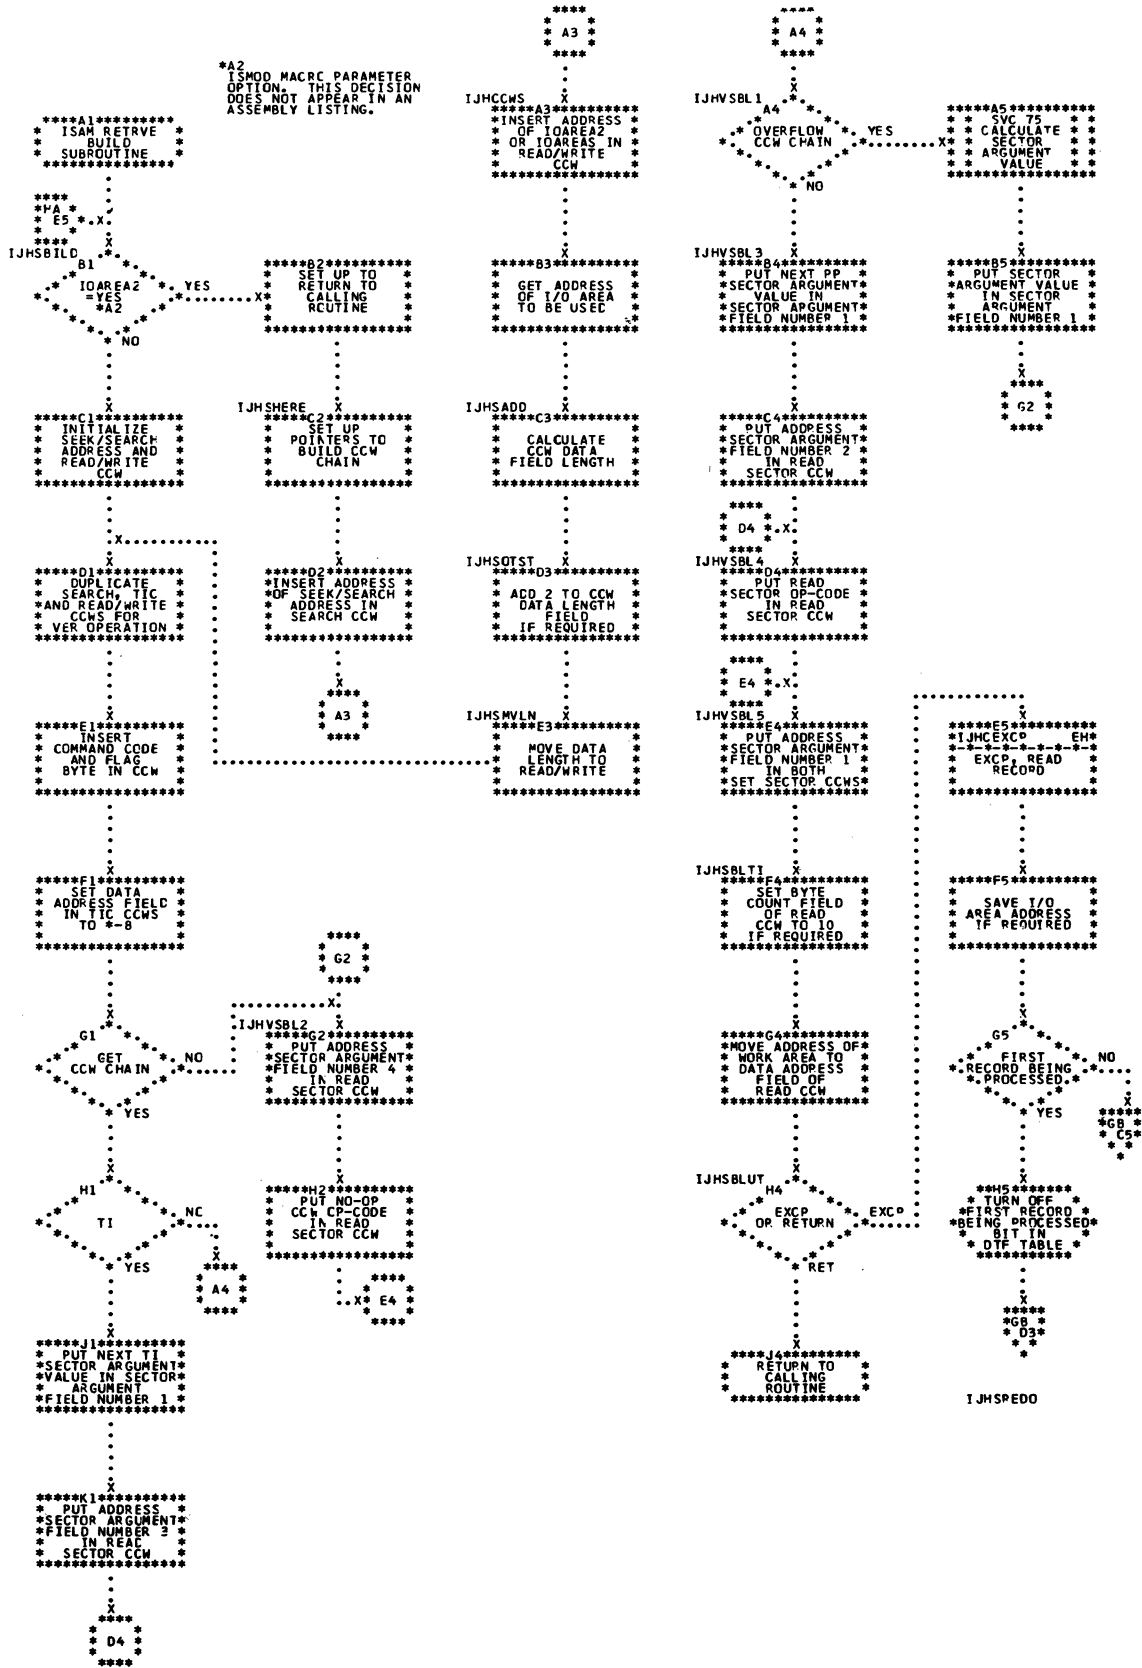 *A2
ISMOD MACRC PARAMETER
OPTION. THIS DECISION
DOES NOT APPEAR IN AN
ASSEMBLY LISTING.
A1
ISAM RETRVE
BUILD
SUBROUTINE
E5
IJHSBILD
B1
IOAREA2
=YES
*A2
YES
NO
C1
INITIALIZE
SEEK/SEARCH
ADDRESS AND
READ/WRITE
CCW
D1
DUPLICATE
SEARCH, TIC
AND READ/WRITE
CCWS FOR
VER OPERATION
E1
INSERT
COMMAND CODE
AND FLAG
BYTE IN CCW
F1
SET DATA
ADDRESS FIELD
IN TIC CCWS
TO *-8
G1
GET
CCW CHAIN
NO
YES
H1
TI
NC
YES
A4
J1
PUT NEXT TI
SECTOR ARGUMENT
VALUE IN SECTOR
ARGUMENT
FIELD NUMBER 1
K1
PUT ADDRESS
SECTOR ARGUMENT
FIELD NUMBER 3
IN READ
SECTOR CCW
D4
B2
SET UP TO
RETURN TO
CALLING
ROUTINE
IJHSHERE
C2
SET UP
POINTERS TO
BUILD CCW
CHAIN
D2
INSERT ADDRESS
OF SEEK/SEARCH
ADDRESS IN
SEARCH CCW
A3
G2
IJHVSBL2
G2
PUT ADDRESS
SECTOR ARGUMENT
FIELD NUMBER 4
IN READ
SECTOR CCW
H2
PUT NO-OP
CCW CP-CODE
IN READ
SECTOR CCW
E4
A3
IJHCCWS
A3
INSERT ADDRESS
OF IOAREA2
OR IOAREAS IN
READ/WRITE
CCW
B3
GET ADDRESS
OF I/O AREA
TO BE USED
IJHSADD
C3
CALCULATE
CCW DATA
FIELD LENGTH
IJHSOTST
D3
ADD 2 TO CCW
DATA LENGTH
FIELD
IF REQUIRED
IJHSMVLN
E3
MOVE DATA
LENGTH TO
READ/WRITE
A4
IJHVSBL1
A4
OVERFLOW
CCW CHAIN
YES
NO
IJHVSBL3
B4
PUT NEXT PP
SECTOR ARGUMENT
VALUE IN
SECTOR ARGUMENT
FIELD NUMBER 1
C4
PUT ADDRESS
SECTOR ARGUMENT
FIELD NUMBER 2
IN READ
SECTOR CCW
D4
IJHVSBL4
D4
PUT READ
SECTOR OP-CODE
IN READ
SECTOR CCW
E4
IJHVSBL5
E4
PUT ADDRESS
SECTOR ARGUMENT
FIELD NUMBER 1
IN BOTH
SET SECTOR CCWS
IJHSBLTI
F4
SET BYTE
COUNT FIELD
OF READ
CCW TO 10
IF REQUIRED
G4
MOVE ADDRESS OF
WORK AREA TO
DATA ADDRESS
FIELD OF
READ CCW
IJHSBLUT
H4
EXCP
OR RETURN
EXCP
RET
J4
RETURN TO
CALLING
ROUTINE
A5
SVC 75
CALCULATE
SECTOR
ARGUMENT
VALUE
B5
PUT SECTOR
ARGUMENT VALUE
IN SECTOR
ARGUMENT
FIELD NUMBER 1
G2
E5
IJHCEXCP EH
EXCP, READ
RECORD
F5
SAVE I/O
AREA ADDRESS
IF REQUIRED
G5
FIRST
RECORD BEING
PROCESSED
NO
YES
GB
C5
H5
TURN OFF
FIRST RECORD
BEING PROCESSED
BIT IN
DTF TABLE
GB
D3
IJHSREDO